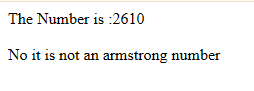 The Number is :2610
No it is not an armstrong number